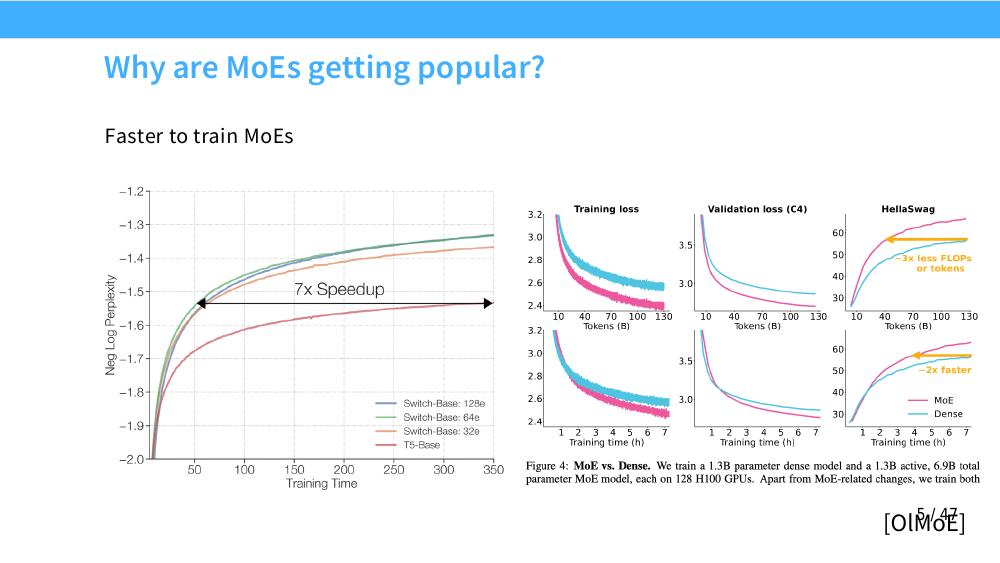 Why are MoEs getting popular?
Faster to train MoEs
−1.2
−1.3
−1.4
−1.5
−1.6
−1.7
−1.8
−1.9
−2.0
Neg Log Perplexity
7x Speedup
Switch-Base: 128e
Switch-Base: 64e
Switch-Base: 32e
T5-Base
50 100 150 200 250 300 350
Training Time
Training loss
3.2
3.0
2.8
2.6
2.4
10 40 70 100 130
Tokens (B)
Validation loss (C4)
3.5
3.0
10 40 70 100 130
Tokens (B)
HellaSwag
60
50
40
30
~3x less FLOPs
or tokens
10 40 70 100 130
Tokens (B)
3.2
3.0
2.8
2.6
2.4
1 2 3 4 5 6 7
Training time (h)
3.5
3.0
1 2 3 4 5 6 7
Training time (h)
60
50
40
30
~2x faster
MoE
Dense
1 2 3 4 5 6 7
Training time (h)
Figure 4: MoE vs. Dense. We train a 1.3B parameter dense model and a 1.3B active, 6.9B total
parameter MoE model, each on 128 H100 GPUs. Apart from MoE-related changes, we train both
5 / 47
[OlMoE]